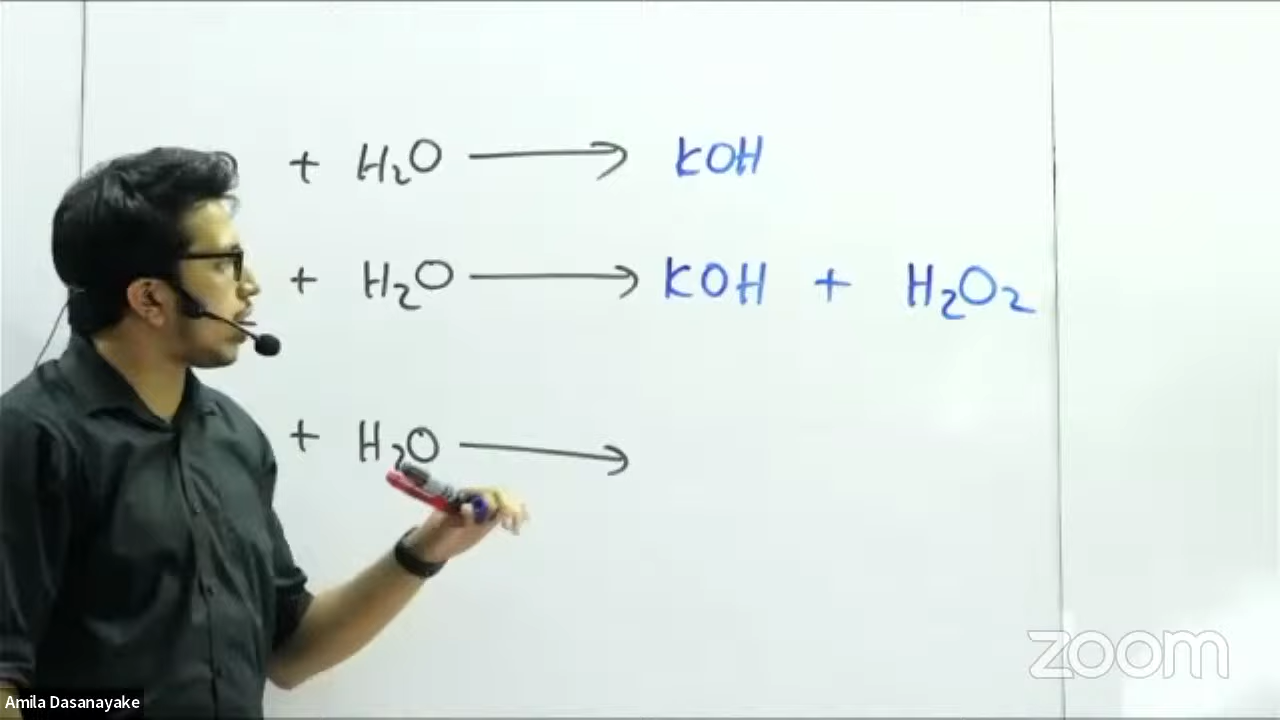 + H₂O ⟶ KOH
+ H₂O ⟶ KOH + H₂O₂
+ H₂O ⟶
zoom
Amila Dasanayake